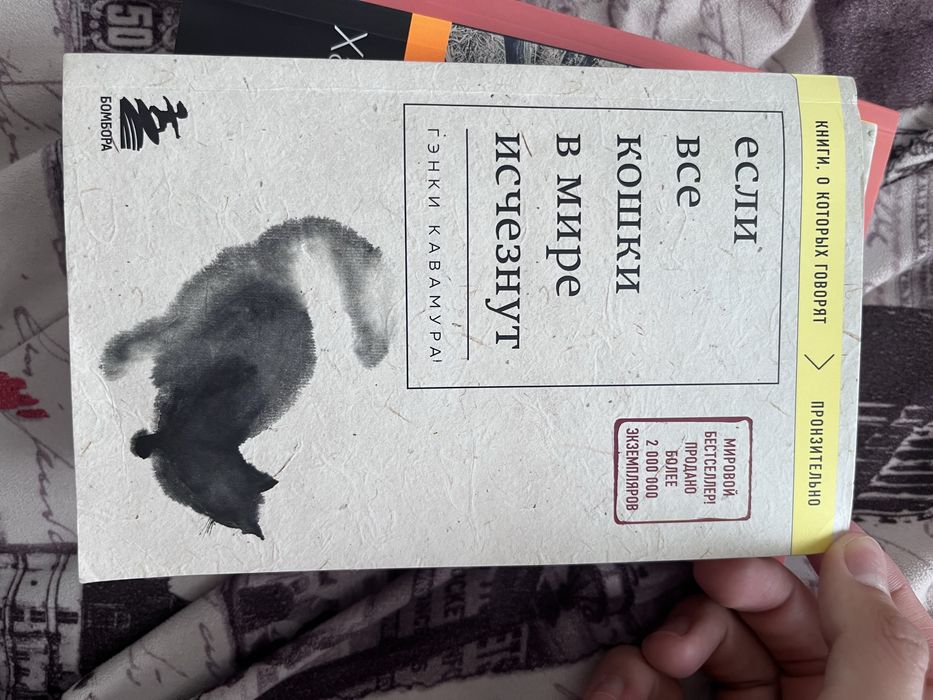 КНИГИ, О КОТОРЫХ ГОВОРЯТ > ПРОНЗИТЕЛЬНО
если
все
кошки
в мире
исчезнут
ГЭНКИ КАВАМУРА
МИРОВОЙ
БЕСТСЕЛЛЕР!
ПРОДАНО
БОЛЕЕ
2 000 000
ЭКЗЕМПЛЯРОВ
БОМБОРА
50